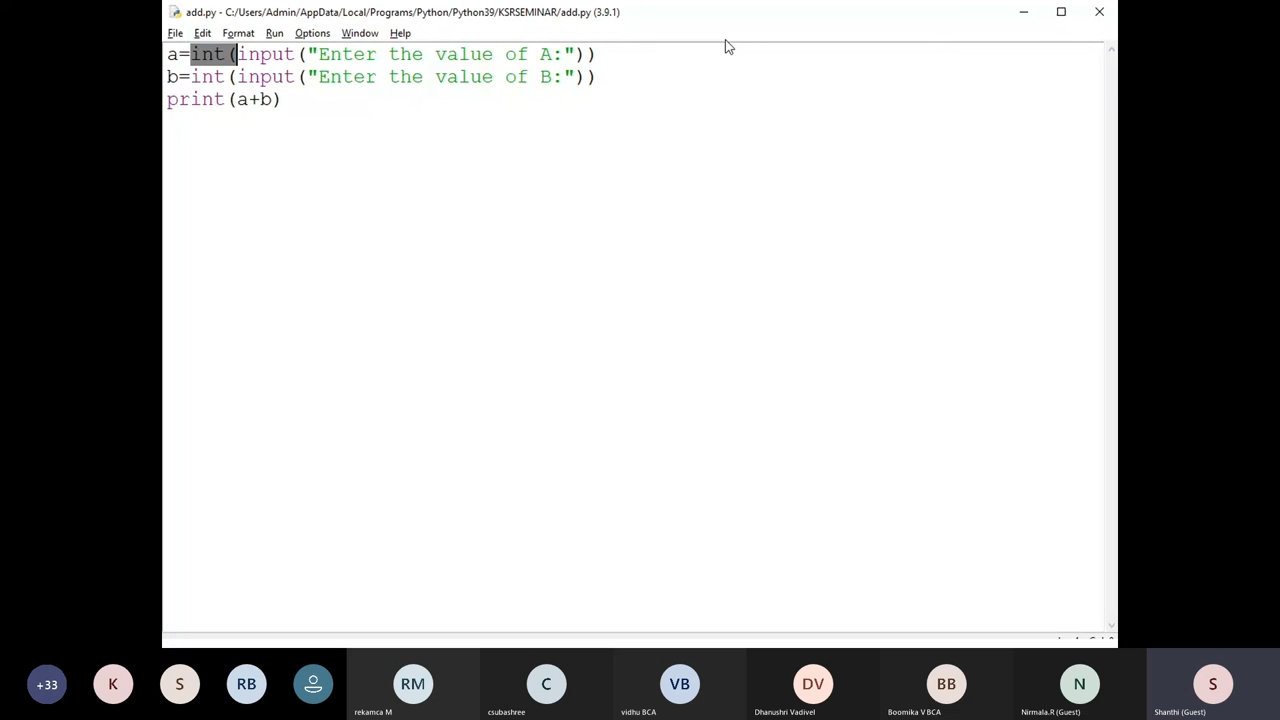 add.py - C:/Users/Admin/AppData/Local/Programs/Python/Python39/KSRSEMINAR/add.py (3.9.1)
File Edit Format Run Options Window Help
a=int(input("Enter the value of A:"))
b=int(input("Enter the value of B:"))
print(a+b)
+33 K S RB RM C VB DV BB N S
rekamca M csubashree vidhu BCA Dhanushri Vadivel Boomika V BCA Nirmala.R (Guest) Shanthi (Guest)